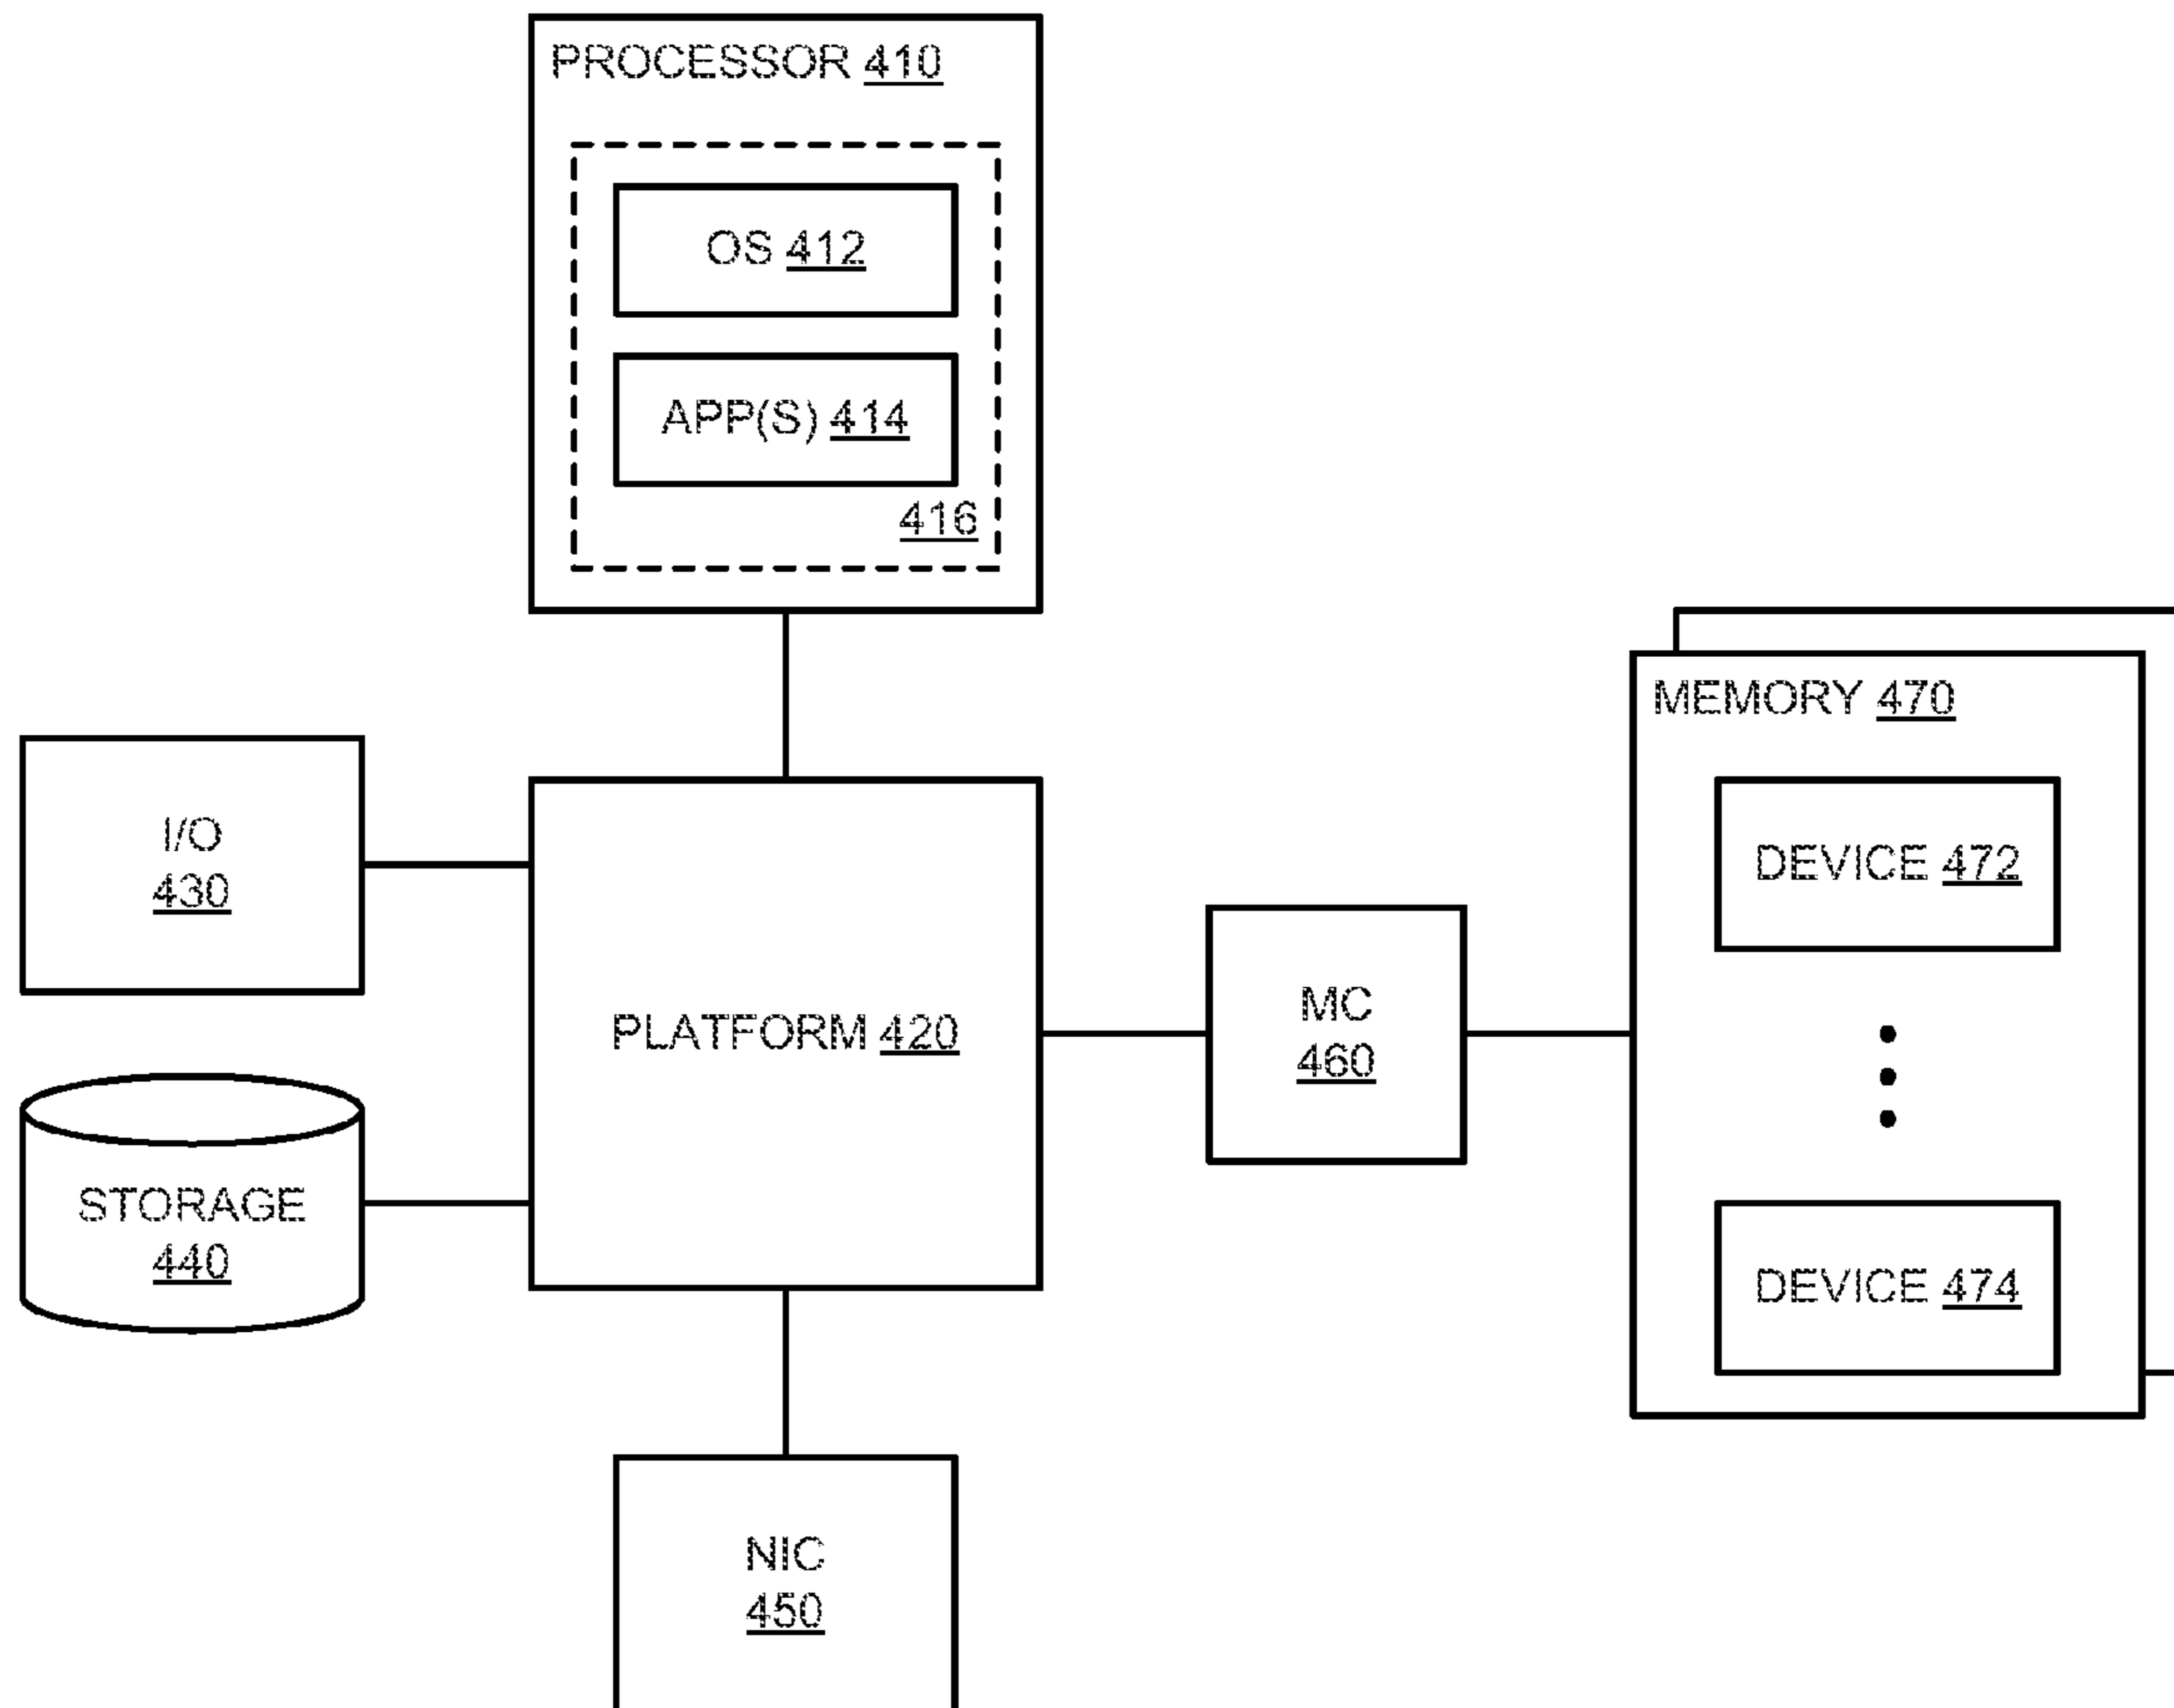 PROCESSOR 410
OS 412
APP(S) 414
416
MEMORY 470
I/O
430
DEVICE 472
PLATFORM 420
MC
460
STORAGE
440
DEVICE 474
NIC
450